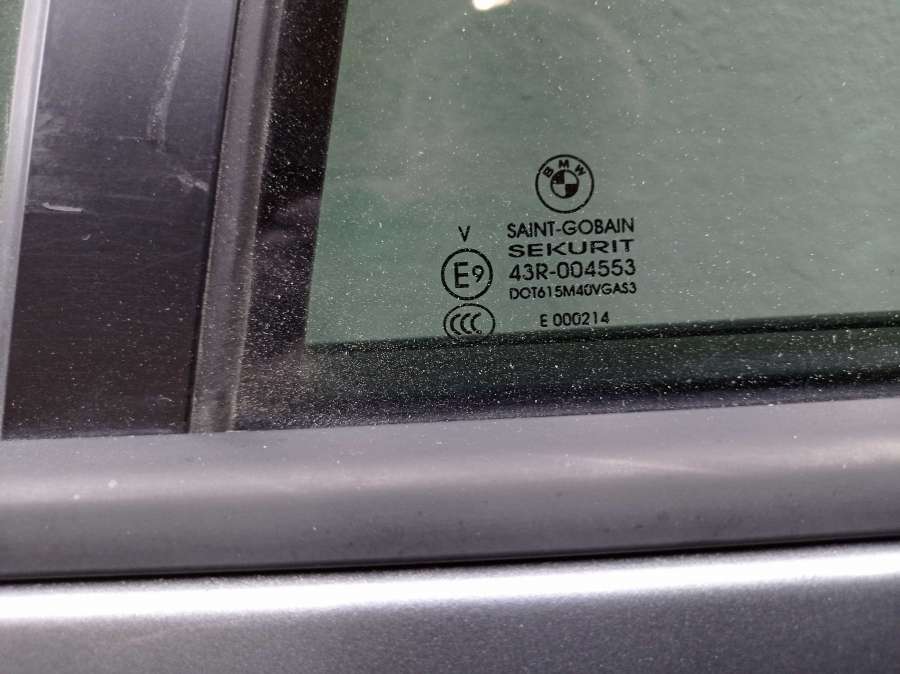 BMW
V
SAINT-GOBAIN
SEKURIT
E9 43R-004553
DOT615M40VGAS3
CCC E 000214